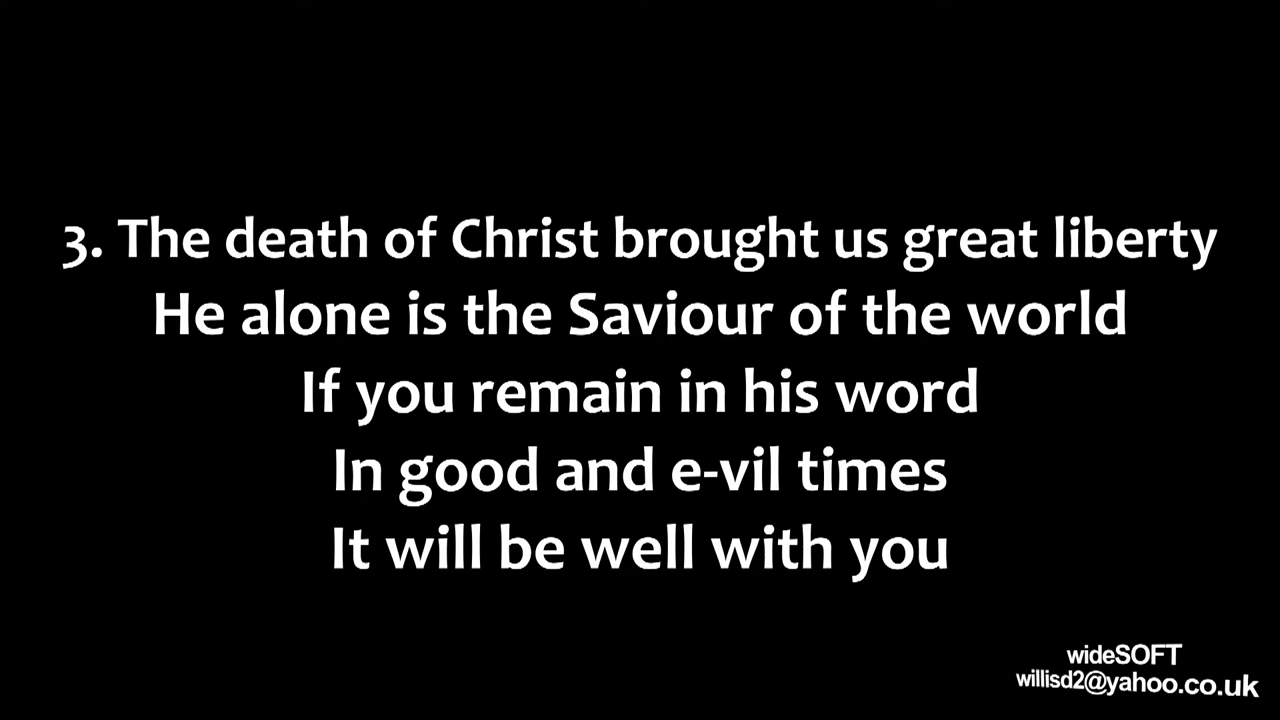 3. The death of Christ brought us great liberty
He alone is the Saviour of the world
If you remain in his word
In good and e-vil times
It will be well with you
wideSOFT
willisd2@yahoo.co.uk